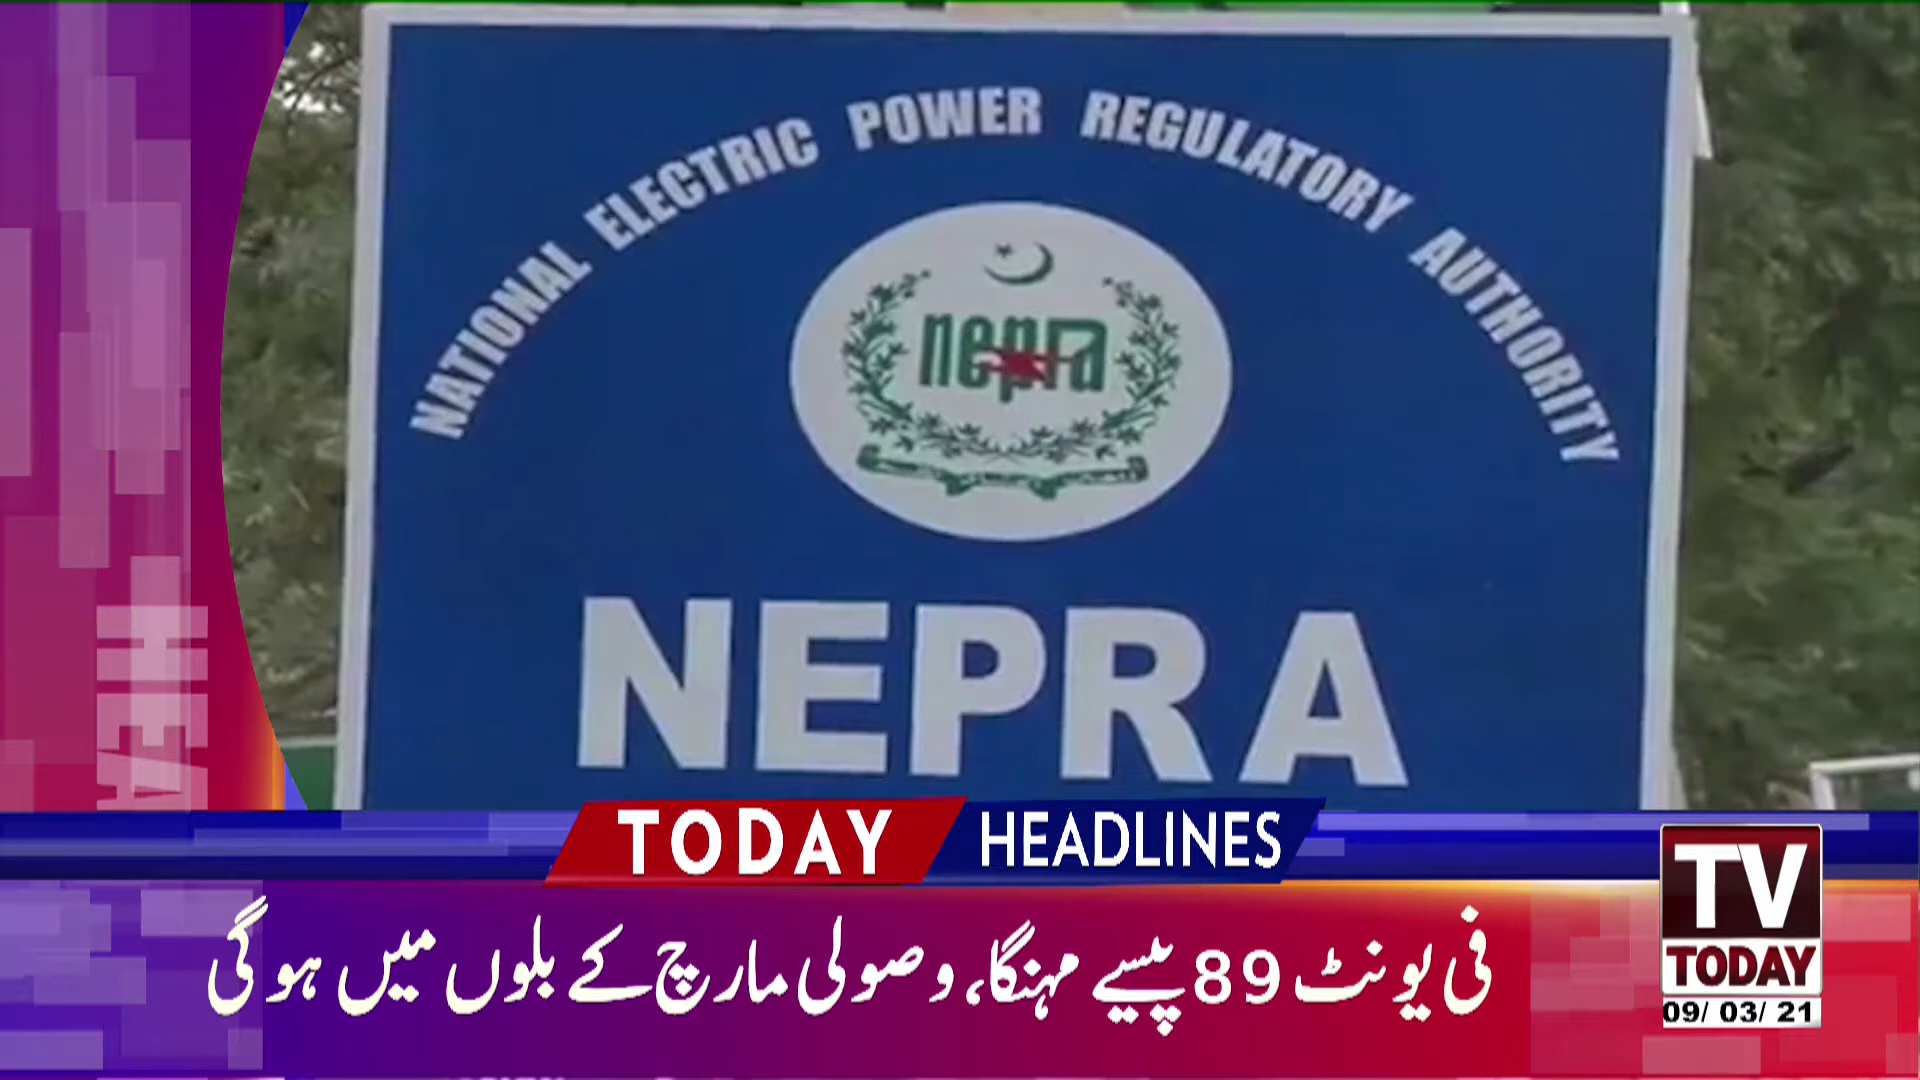 NATIONAL ELECTRIC POWER REGULATORY AUTHORITY
nepra
NEPRA
HEA
TODAY HEADLINES
فی یونٹ 89 پیسے مہنگا، وصولی مارچ کے بلوں میں ہوگی
TV
TODAY
09/ 03/ 21